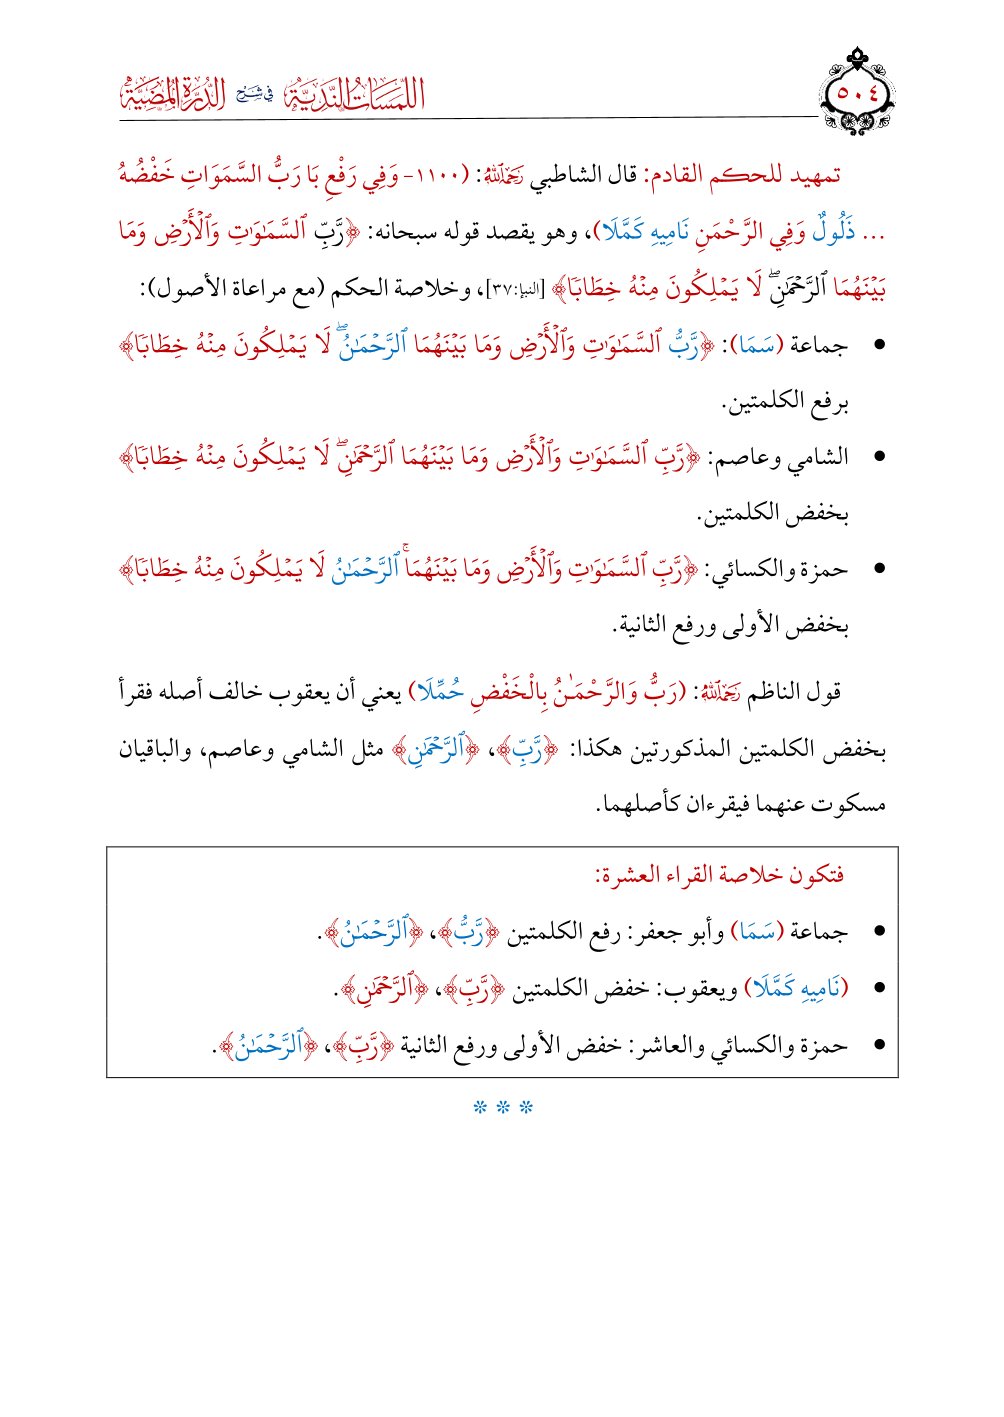 ٥٠٤
اللمسات الندية في شرح الدرة المضية
تمهيد للحكم القادم: قال الشاطبي رَحِمَهُ اللَّهُ: (١١٠٠- وَفِي رَفْعِ بَا رَبُّ السَّمَوَاتِ خَفْضُهُ
... ذَلُولٌ وَفِي الرَّحْمَنِ نَامِيهِ كَمَّلَا)، وهو يقصد قوله سبحانه: ﴿رَّبِّ ٱلسَّمَٰوَٰتِ وَٱلْأَرْضِ وَمَا
بَيْنَهُمَا ٱلرَّحْمَٰنِۖ لَا يَمْلِكُونَ مِنْهُ خِطَابًا﴾ [النبإ:٣٧]، وخلاصة الحكم (مع مراعاة الأصول):
• جماعة (سَمَا): ﴿رَّبُّ ٱلسَّمَٰوَٰتِ وَٱلْأَرْضِ وَمَا بَيْنَهُمَا ٱلرَّحْمَٰنُۖ لَا يَمْلِكُونَ مِنْهُ خِطَابًا﴾
برفع الكلمتين.
• الشامي وعاصم: ﴿رَّبِّ ٱلسَّمَٰوَٰتِ وَٱلْأَرْضِ وَمَا بَيْنَهُمَا ٱلرَّحْمَٰنِۖ لَا يَمْلِكُونَ مِنْهُ خِطَابًا﴾
بخفض الكلمتين.
• حمزة والكسائي: ﴿رَّبِّ ٱلسَّمَٰوَٰتِ وَٱلْأَرْضِ وَمَا بَيْنَهُمَاۚ ٱلرَّحْمَٰنُ لَا يَمْلِكُونَ مِنْهُ خِطَابًا﴾
بخفض الأولى ورفع الثانية.
قول الناظم رَحِمَهُ اللَّهُ: (رَبُّ وَالرَّحْمَـٰنُ بِالْخَفْضِ حُمِّلَا) يعني أن يعقوب خالف أصله فقرأ
بخفض الكلمتين المذكورتين هكذا: ﴿رَّبِّ﴾، ﴿ٱلرَّحْمَٰنِ﴾ مثل الشامي وعاصم، والباقيان
مسكوت عنهما فيقرءان كأصلهما.
فتكون خلاصة القراء العشرة:
• جماعة (سَمَا) وأبو جعفر: رفع الكلمتين ﴿رَّبُّ﴾، ﴿ٱلرَّحْمَٰنُ﴾.
• (نَامِيهِ كَمَّلَا) ويعقوب: خفض الكلمتين ﴿رَّبِّ﴾، ﴿ٱلرَّحْمَٰنِ﴾.
• حمزة والكسائي والعاشر: خفض الأولى ورفع الثانية ﴿رَّبِّ﴾، ﴿ٱلرَّحْمَٰنُ﴾.
* * *